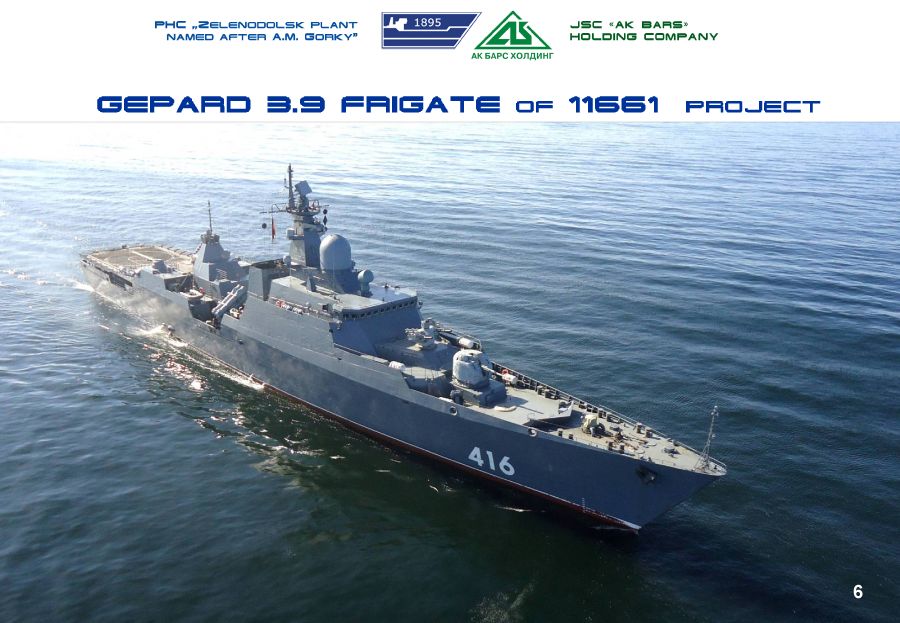 PHC „Zelenodolsk plant
named after A.M. Gorky”
1895
АК БАРС ХОЛДИНГ
JSC «AK BARS»
HOLDING COMPANY
GEPARD 3.9 FRIGATE OF 11661 PROJECT
416
6